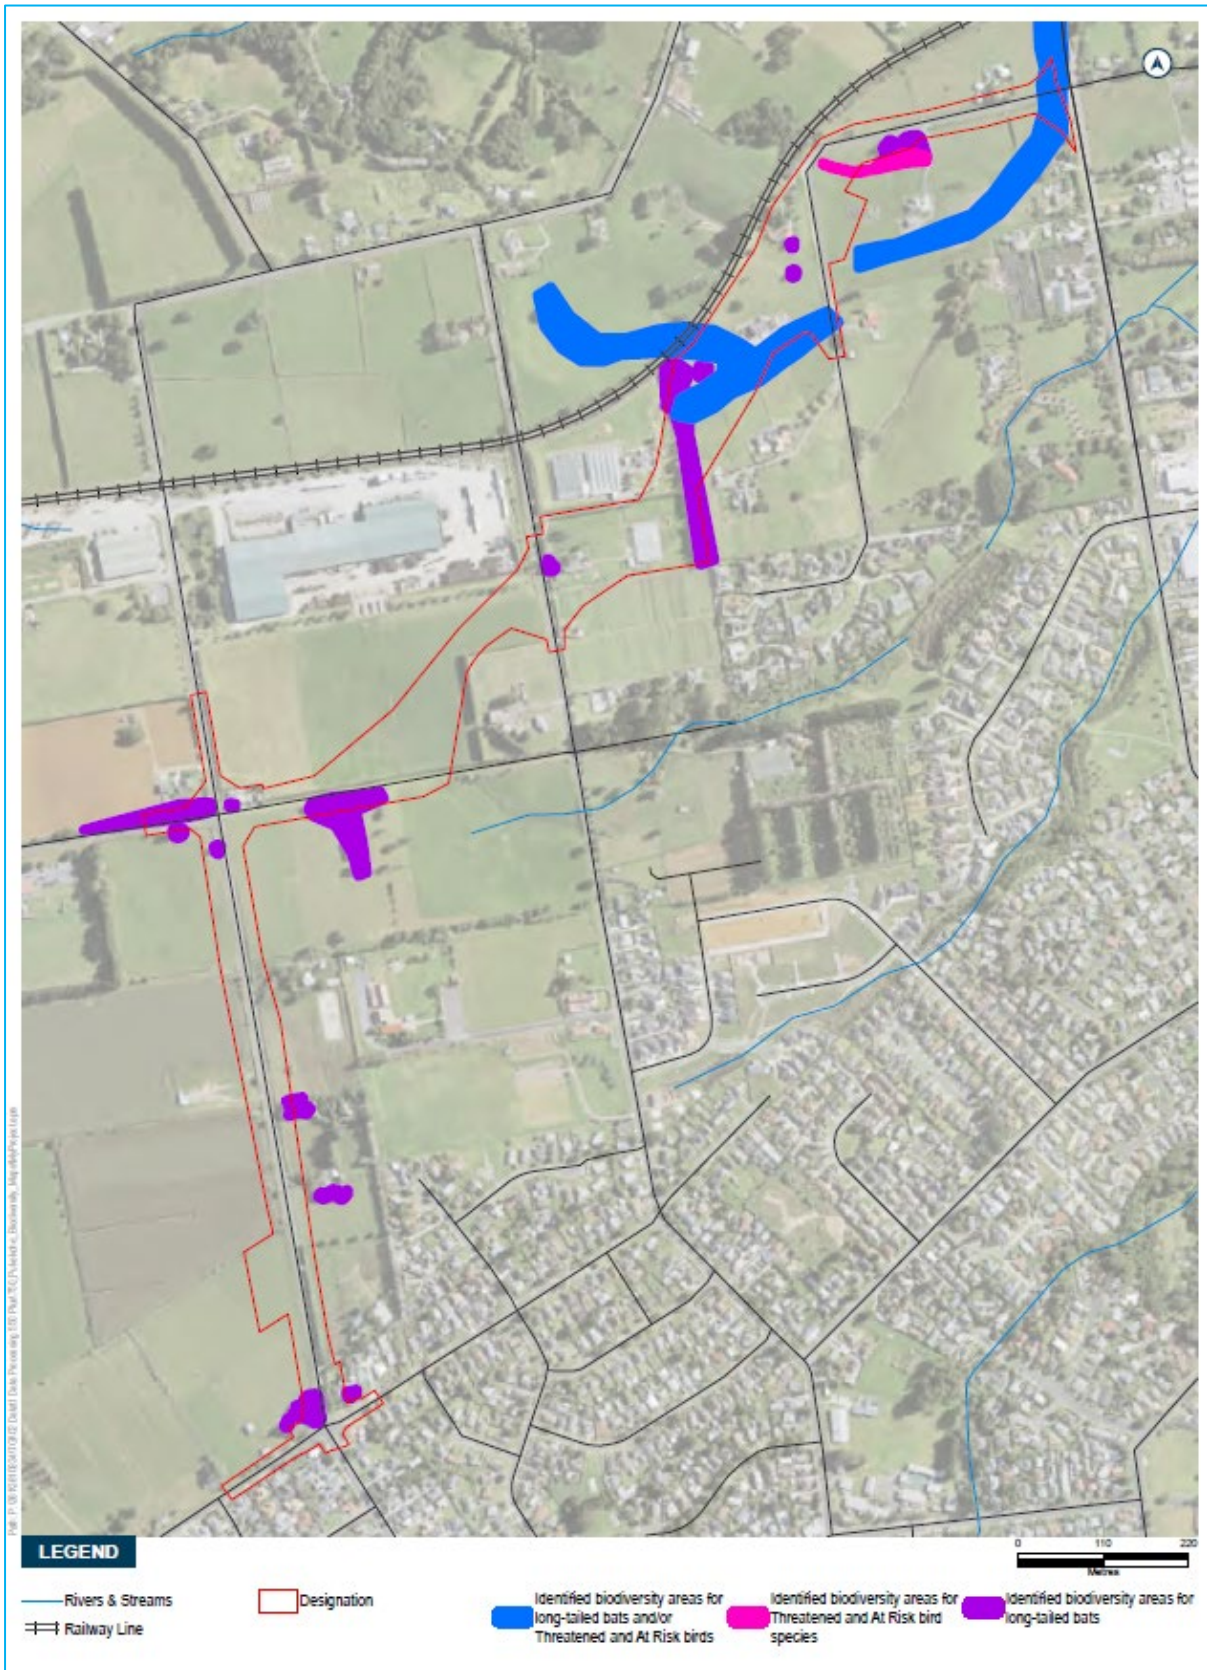 LEGEND
0 110 220
Metres
Rivers & Streams
Railway Line
Designation
Identified biodiversity areas for
long-tailed bats and/or
Threatened and At Risk birds
Identified biodiversity areas for
Threatened and At Risk bird
species
Identified biodiversity areas for
long-tailed bats